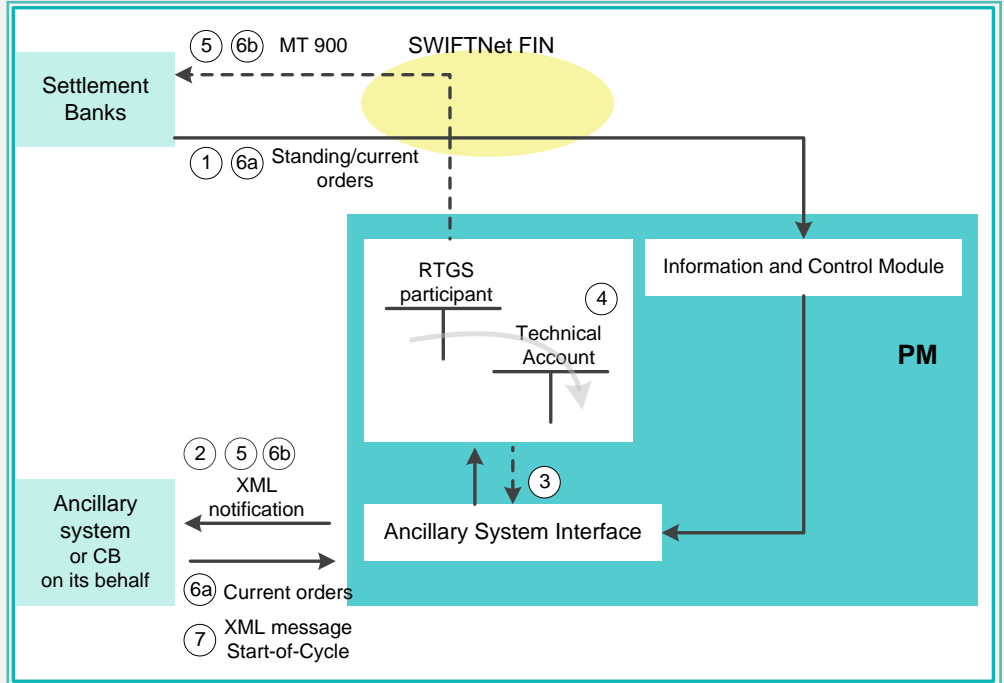 5 6b MT 900 SWIFTNet FIN
Settlement
Banks
1 6a Standing/current
orders
RTGS
participant
4
Technical
Account
Information and Control Module
PM
2 5 6b
XML
notification
3
Ancillary
system
or CB
on its behalf
Ancillary System Interface
6a Current orders
7 XML message
Start-of-Cycle